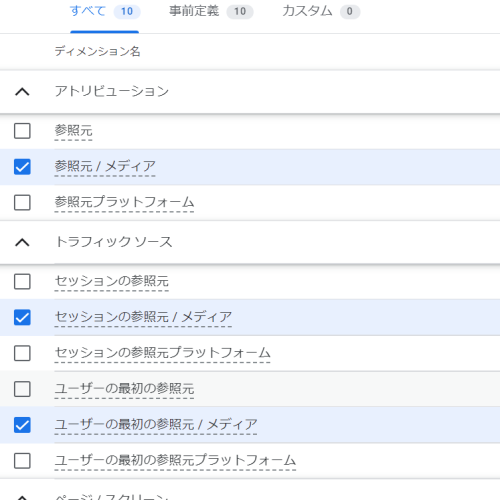 すべて 10 事前定義 10 カスタム 0
ディメンション名
アトリビューション
参照元
参照元 / メディア
参照元プラットフォーム
トラフィック ソース
セッションの参照元
セッションの参照元 / メディア
セッションの参照元プラットフォーム
ユーザーの最初の参照元
ユーザーの最初の参照元 / メディア
ユーザーの最初の参照元プラットフォーム
ページ / スクリーン